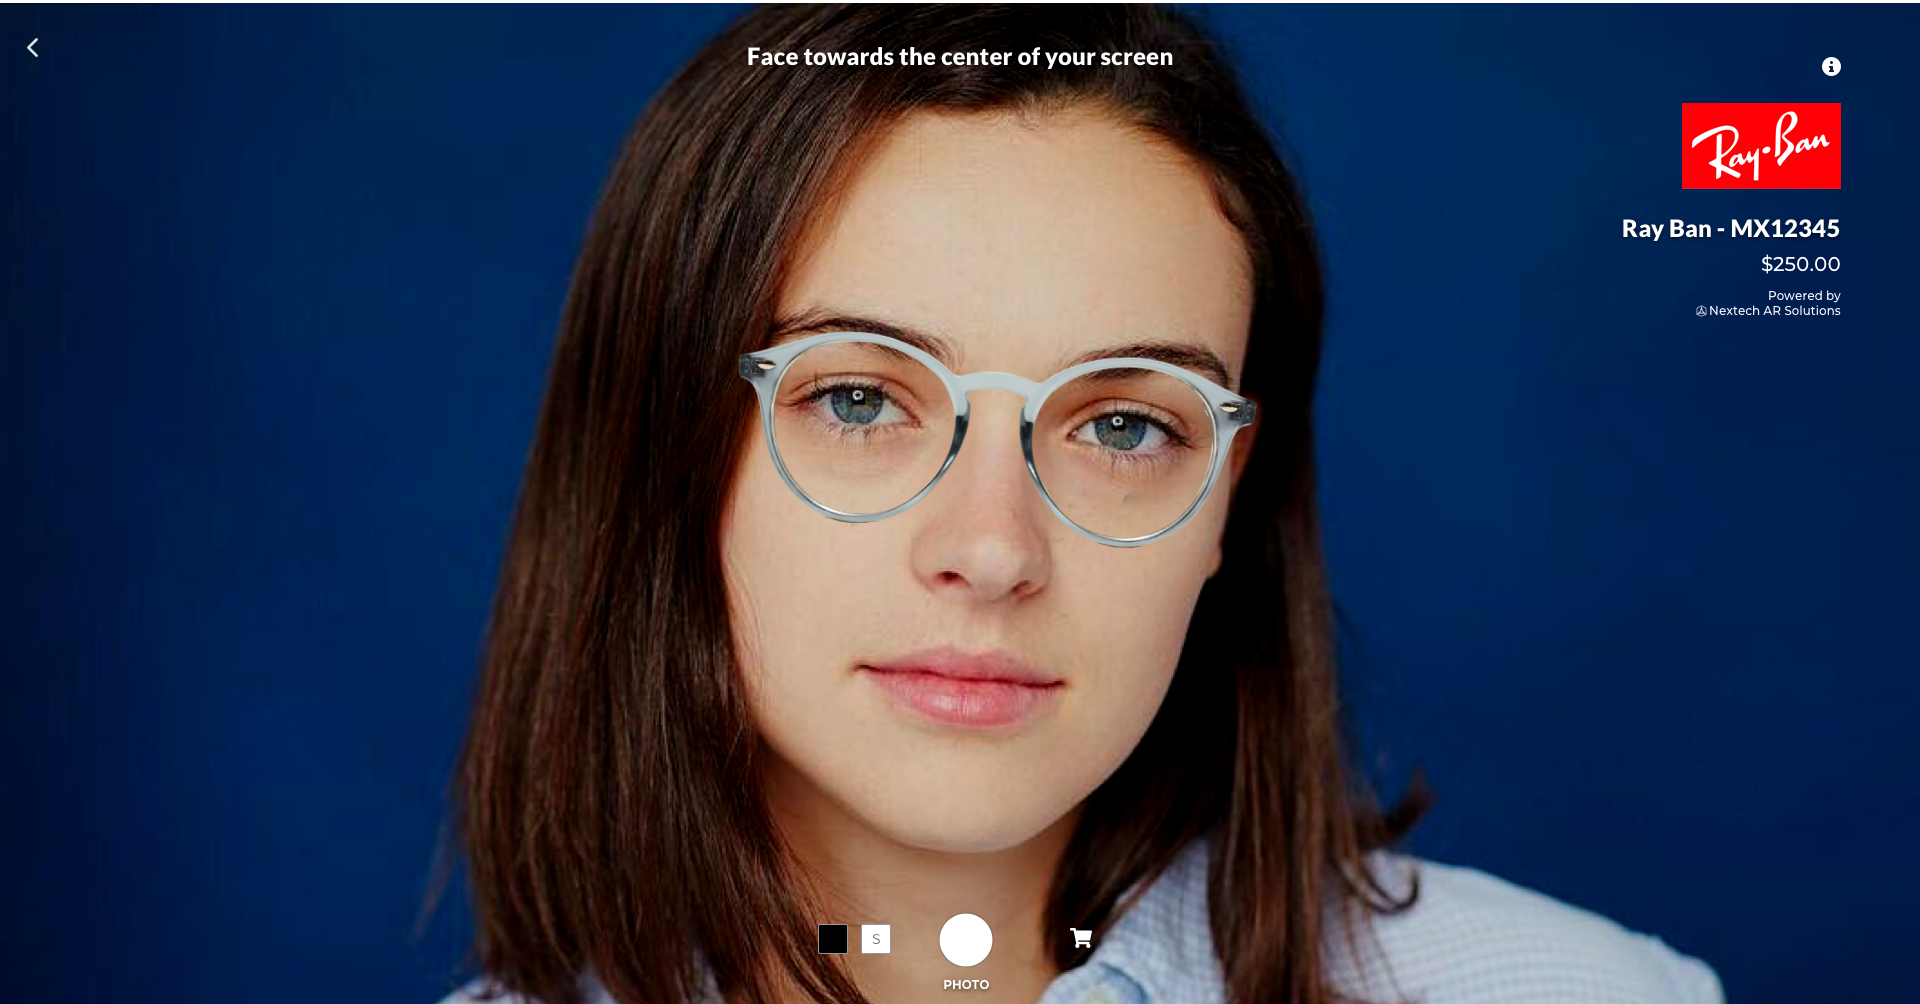 Face towards the center of your screen
Ray-Ban
Ray Ban - MX12345
$250.00
Powered by
Nextech AR Solutions
S
PHOTO